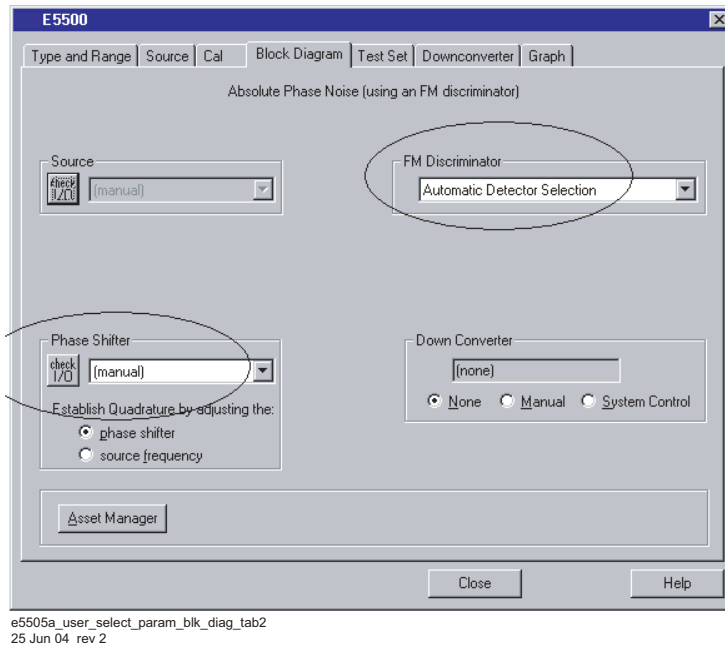 E5500
Type and Range Source Cal Block Diagram Test Set Downconverter Graph
Absolute Phase Noise (using an FM discriminator)
Source
check I/O (manual)
FM Discriminator
Automatic Detector Selection
Phase Shifter
check I/O (manual)
Establish Quadrature by adjusting the:
phase shifter
source frequency
Down Converter
(none)
None Manual System Control
Asset Manager
Close Help
e5505a_user_select_param_blk_diag_tab2
25 Jun 04 rev 2